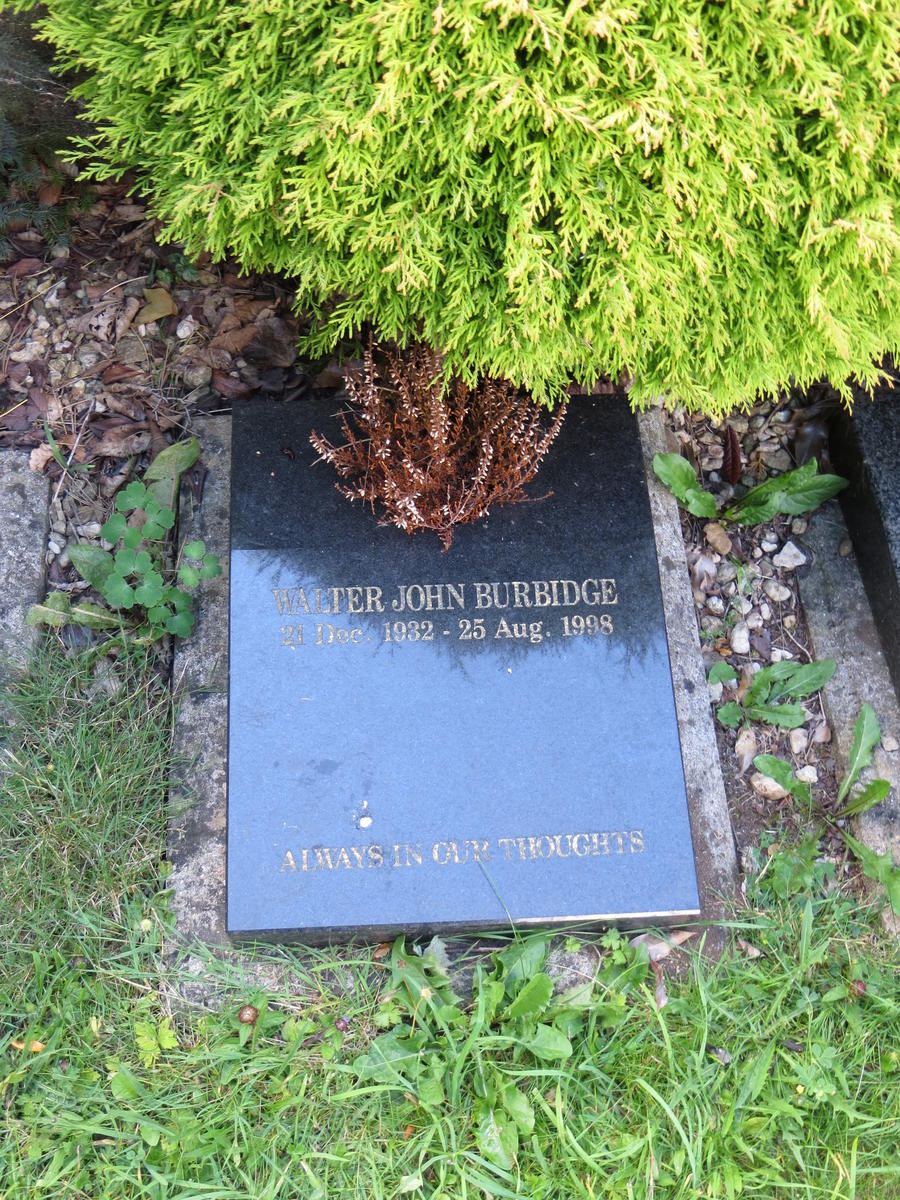 WALTER JOHN BURBIDGE
21 Dec. 1932 - 25 Aug. 1998
ALWAYS IN OUR THOUGHTS